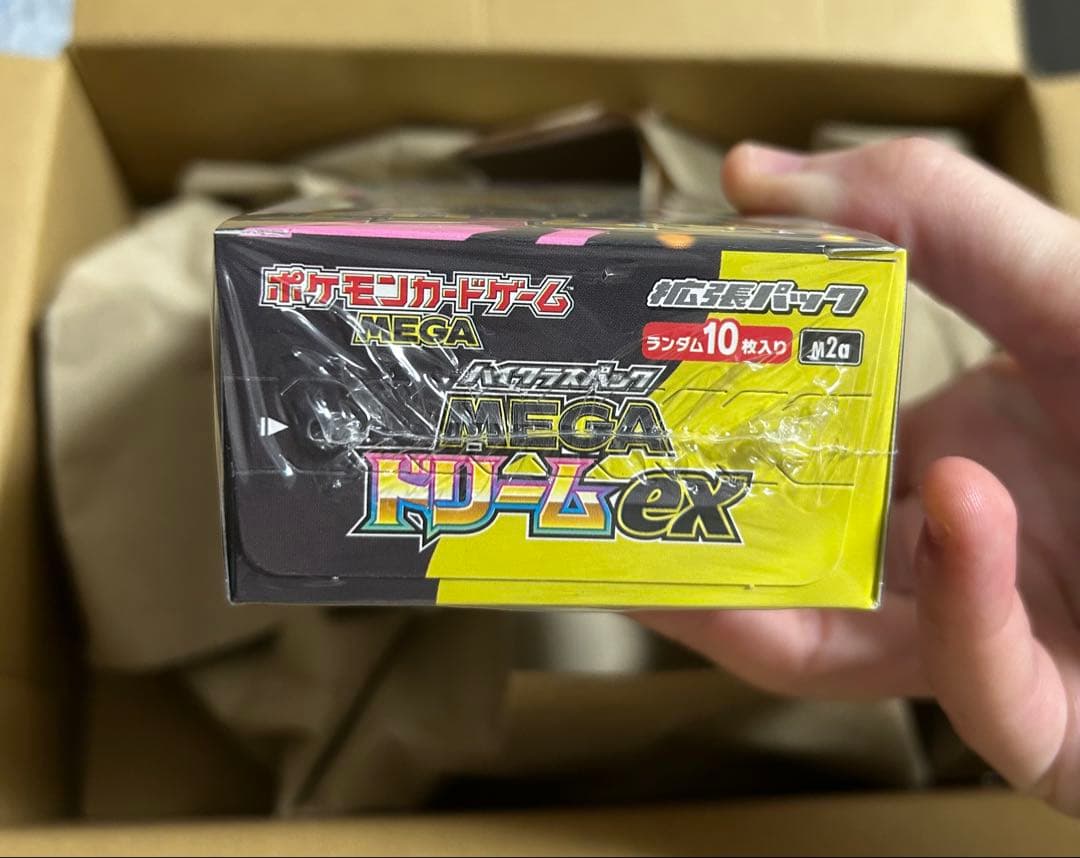 ポケモンカードゲーム
MEGA
拡張パック
ランダム10枚入り
M2a
ハイクラスパック
MEGA
ドリームex